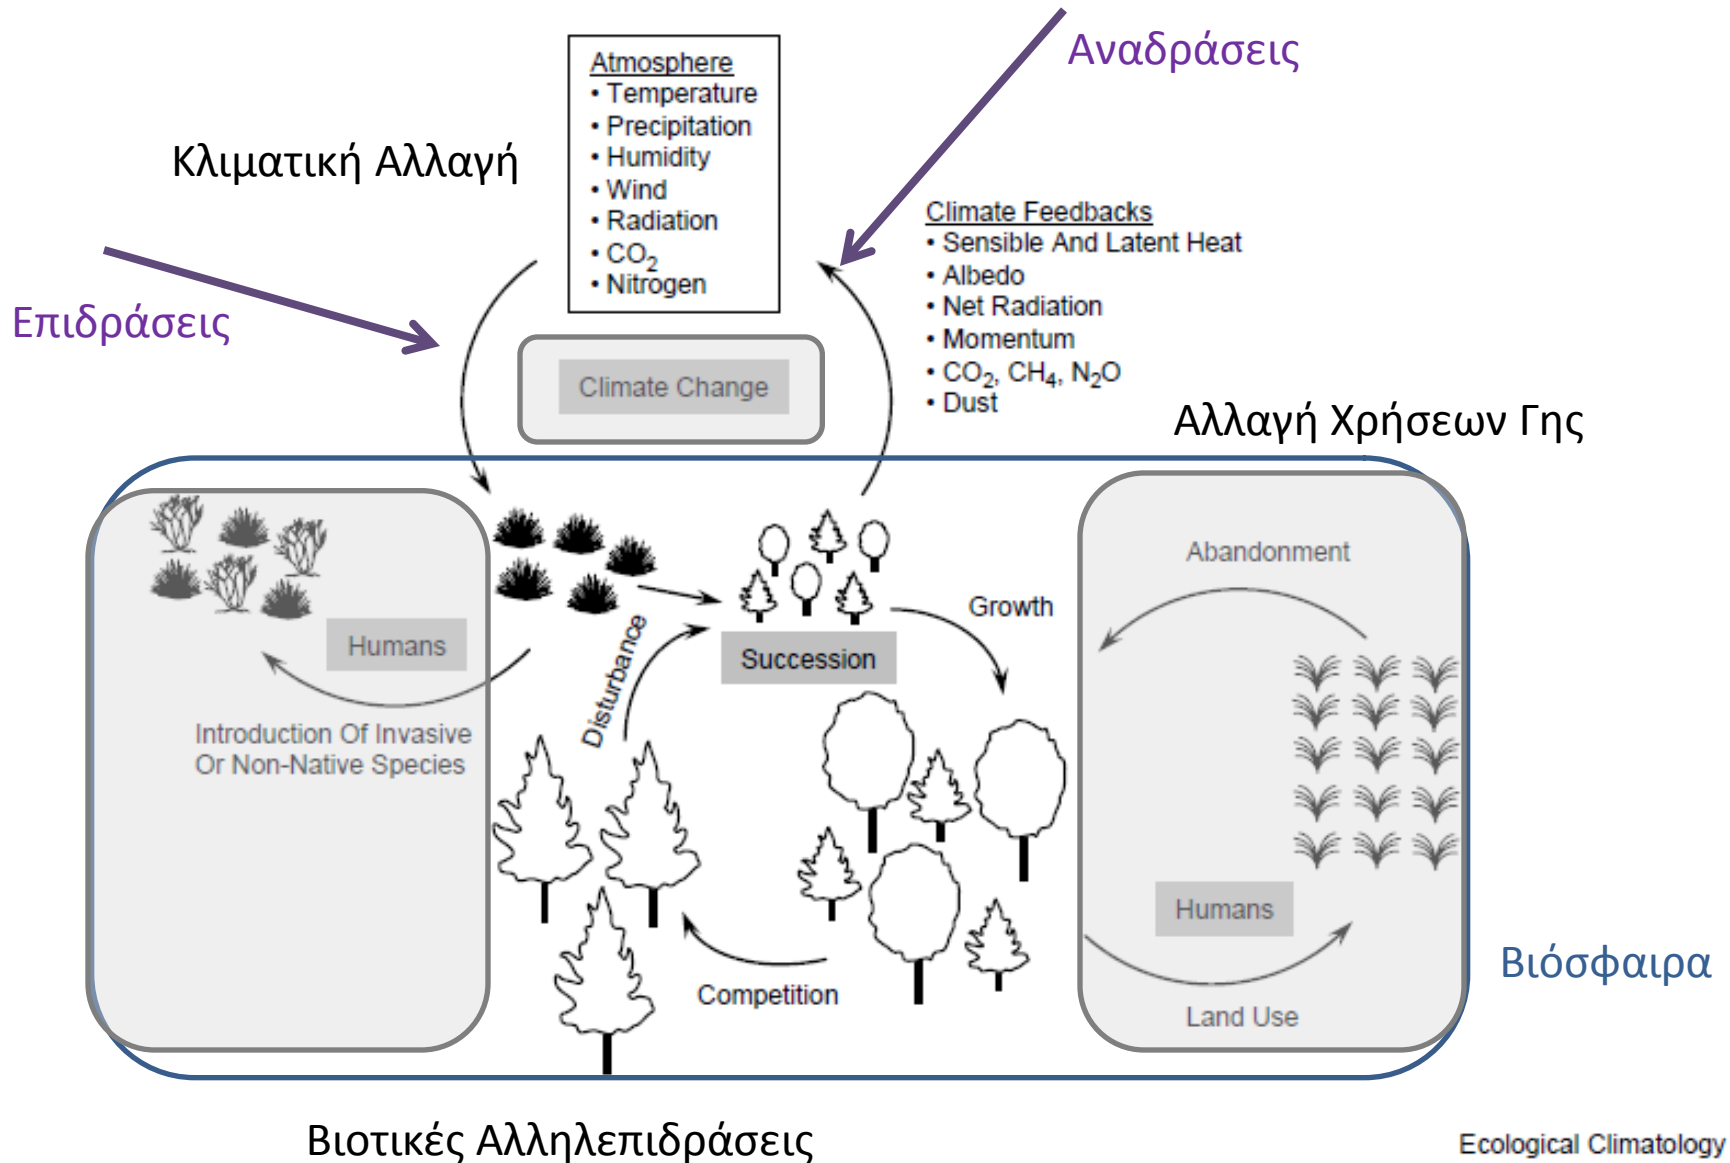 Αναδράσεις
Atmosphere
• Temperature
• Precipitation
• Humidity
• Wind
• Radiation
• CO₂
• Nitrogen
Κλιματική Αλλαγή
Επιδράσεις
Climate Feedbacks
• Sensible And Latent Heat
• Albedo
• Net Radiation
• Momentum
• CO₂, CH₄, N₂O
• Dust
Climate Change
Αλλαγή Χρήσεων Γης
Abandonment
Growth
Humans
Disturbance
Succession
Introduction Of Invasive
Or Non-Native Species
Humans
Competition
Land Use
Βιόσφαιρα
Βιοτικές Αλληλεπιδράσεις
Ecological Climatology